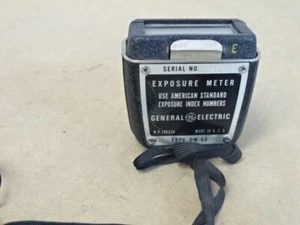 E
SERIAL NO.
EXPOSURE METER
USE AMERICAN STANDARD
EXPOSURE INDEX NUMBERS
GENERAL ELECTRIC
MADE IN U.S.A.
TYPE DW-68